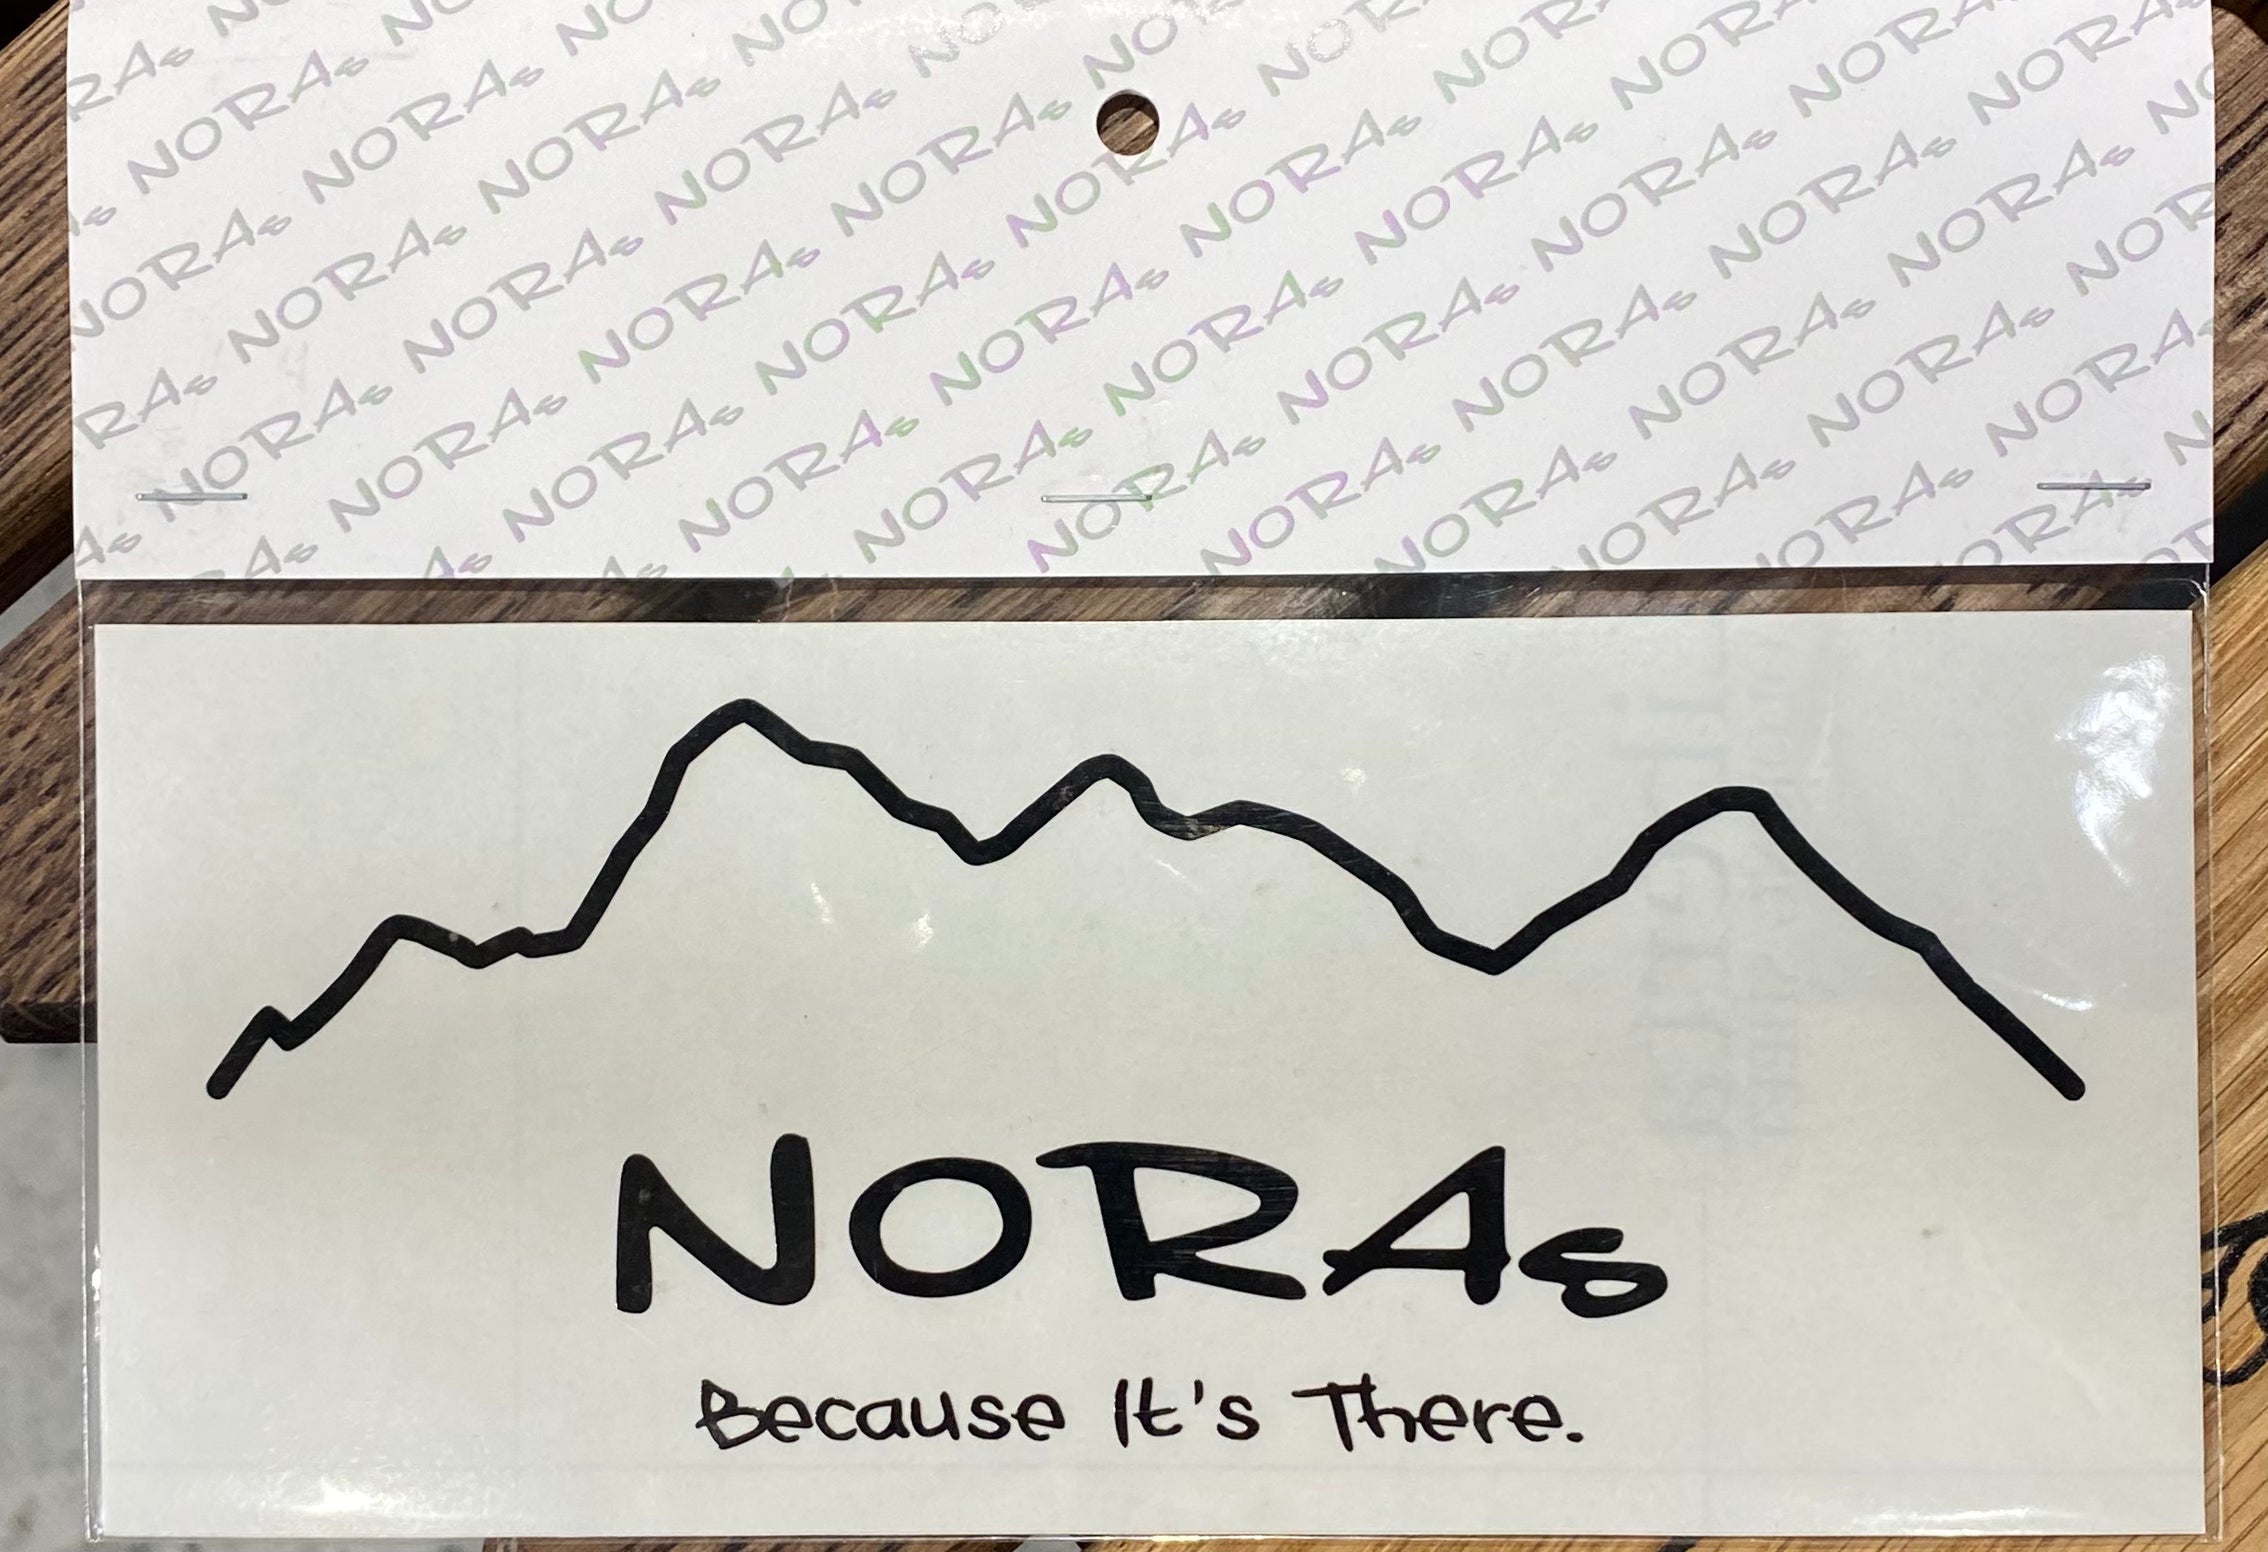 NORAs
Because It's There.